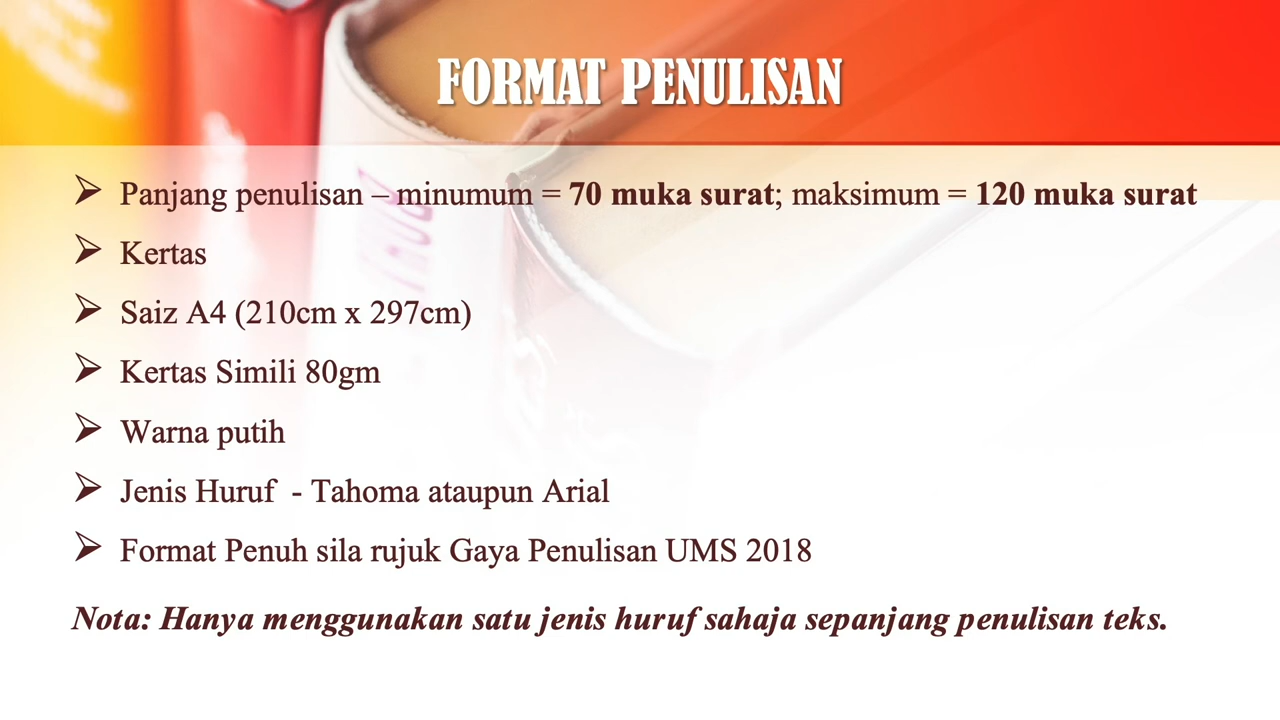 FORMAT PENULISAN
➢ Panjang penulisan – minumum = 70 muka surat; maksimum = 120 muka surat
➢ Kertas
➢ Saiz A4 (210cm x 297cm)
➢ Kertas Simili 80gm
➢ Warna putih
➢ Jenis Huruf - Tahoma ataupun Arial
➢ Format Penuh sila rujuk Gaya Penulisan UMS 2018
Nota: Hanya menggunakan satu jenis huruf sahaja sepanjang penulisan teks.